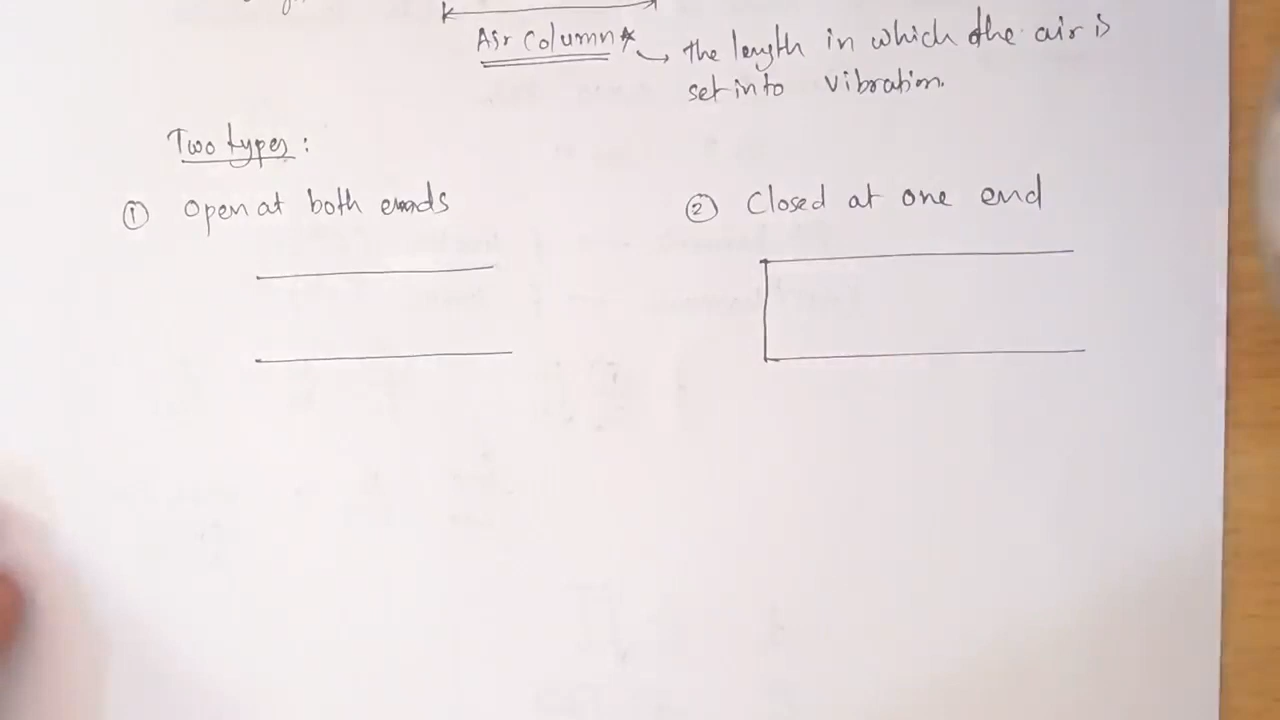 Air Column* → the length in which the air is
set into vibration.
Two types:
① Open at both ends
② Closed at one end